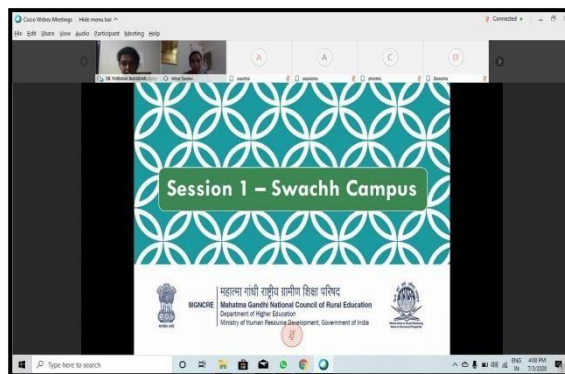 Cisco Webex Meetings Hide menu bar ^
Connected
File Edit Share View Audio Participant Meeting Help
A A C D
Session 1 – Swachh Campus
महात्मा गांधी राष्ट्रीय ग्रामीण शिक्षा परिषद
MGNCRE
Mahatma Gandhi National Council of Rural Education
Department of Higher Education
Ministry of Human Resource Development, Government of India
Type here to search
ENG
IN
4:08 PM
7/3/2020